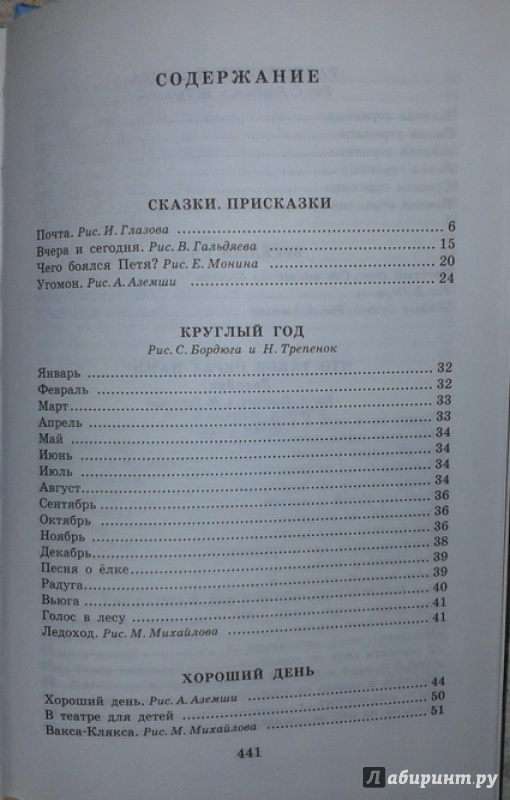 СОДЕРЖАНИЕ
СКАЗКИ. ПРИСКАЗКИ
Почта. Рис. И. Глазова 6
Вчера и сегодня. Рис. В. Гальдяева 15
Чего боялся Петя? Рис. Е. Монина 20
Угомон. Рис. А. Аземши 24
КРУГЛЫЙ ГОД
Рис. С. Бордюга и Н. Трепенок
Январь 32
Февраль 32
Март 33
Апрель 33
Май 34
Июнь 34
Июль 34
Август 34
Сентябрь 36
Октябрь 36
Ноябрь 36
Декабрь 38
Песня о ёлке 39
Радуга 39
Вьюга 40
Голос в лесу 41
Ледоход. Рис. М. Михайлова 41
ХОРОШИЙ ДЕНЬ
Хороший день. Рис. А. Аземши 44
В театре для детей 50
Вакса-Клякса. Рис. М. Михайлова 51
441
Лабиринт.ру